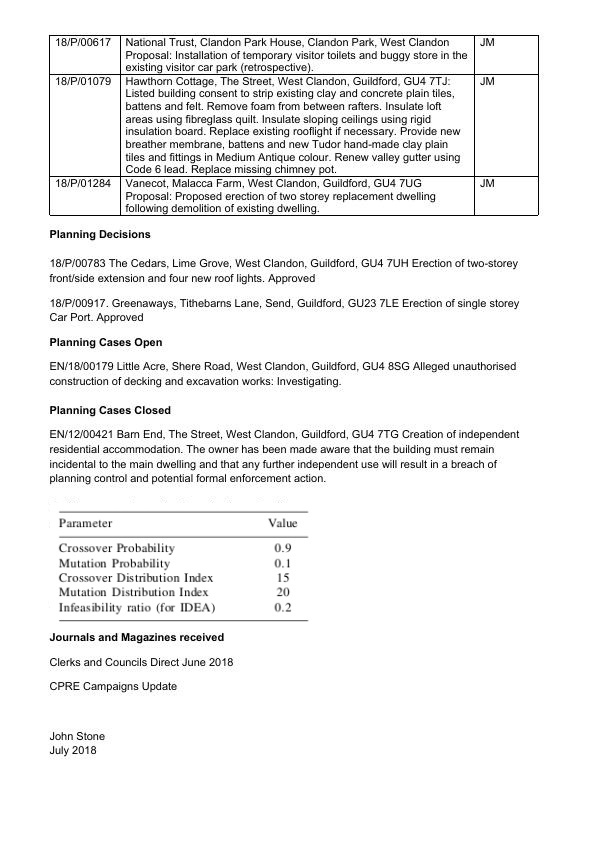 18/P/00617 National Trust, Clandon Park House, Clandon Park, West Clandon JM
Proposal: Installation of temporary visitor toilets and buggy store in the
existing visitor car park (retrospective).
18/P/01079 Hawthorn Cottage, The Street, West Clandon, Guildford, GU4 7TJ: JM
Listed building consent to strip existing clay and concrete plain tiles,
battens and felt. Remove foam from between rafters. Insulate loft
areas using fibreglass quilt. Insulate sloping ceilings using rigid
insulation board. Replace existing rooflight if necessary. Provide new
breather membrane, battens and new Tudor hand-made clay plain
tiles and fittings in Medium Antique colour. Renew valley gutter using
Code 6 lead. Replace missing chimney pot.
18/P/01284 Vanecot, Malacca Farm, West Clandon, Guildford, GU4 7UG JM
Proposal: Proposed erection of two storey replacement dwelling
following demolition of existing dwelling.
Planning Decisions
18/P/00783 The Cedars, Lime Grove, West Clandon, Guildford, GU4 7UH Erection of two-storey
front/side extension and four new roof lights. Approved
18/P/00917. Greenaways, Tithebarns Lane, Send, Guildford, GU23 7LE Erection of single storey
Car Port. Approved
Planning Cases Open
EN/18/00179 Little Acre, Shere Road, West Clandon, Guildford, GU4 8SG Alleged unauthorised
construction of decking and excavation works: Investigating.
Planning Cases Closed
EN/12/00421 Barn End, The Street, West Clandon, Guildford, GU4 7TG Creation of independent
residential accommodation. The owner has been made aware that the building must remain
incidental to the main dwelling and that any further independent use will result in a breach of
planning control and potential formal enforcement action.
Parameter Value
Crossover Probability 0.9
Mutation Probability 0.1
Crossover Distribution Index 15
Mutation Distribution Index 20
Infeasibility ratio (for IDEA) 0.2
Journals and Magazines received
Clerks and Councils Direct June 2018
CPRE Campaigns Update
John Stone
July 2018